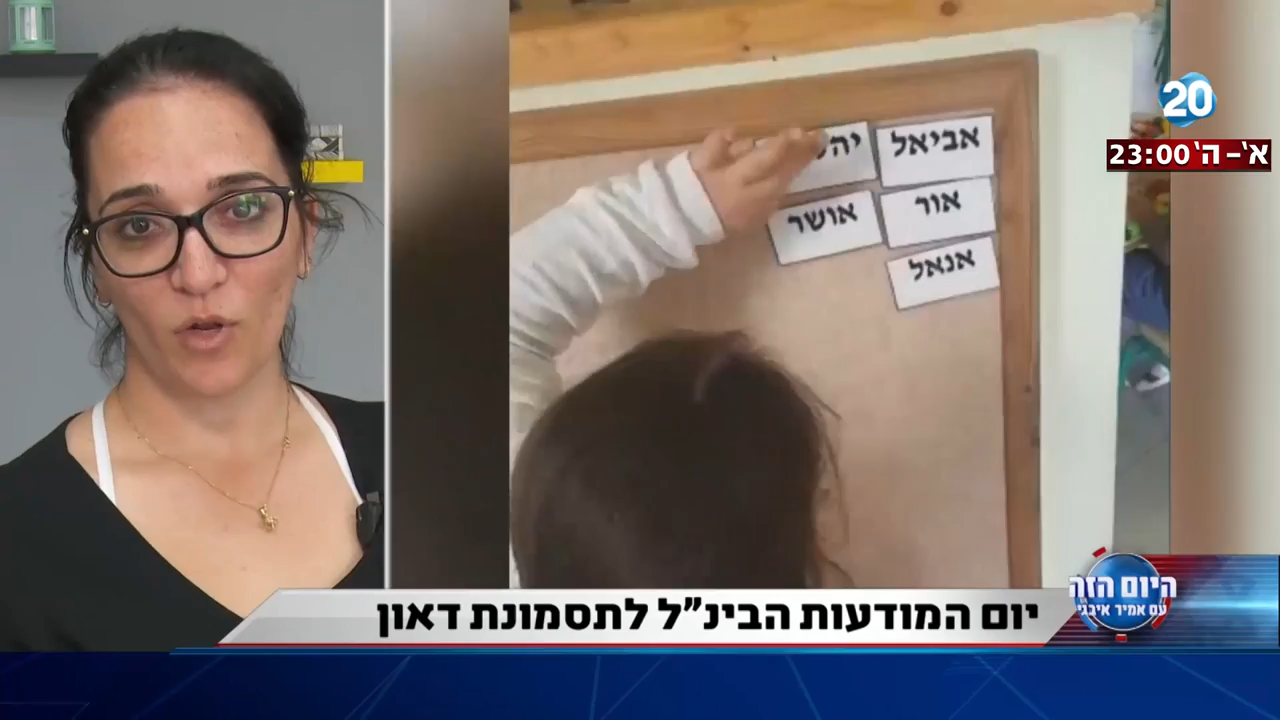 20
א'-ה' 23:00
אביאל
אור
אושר
אנאל
היום הזה
עם אמיר איבגי
יום המודעות הבינ"ל לתסמונת דאון